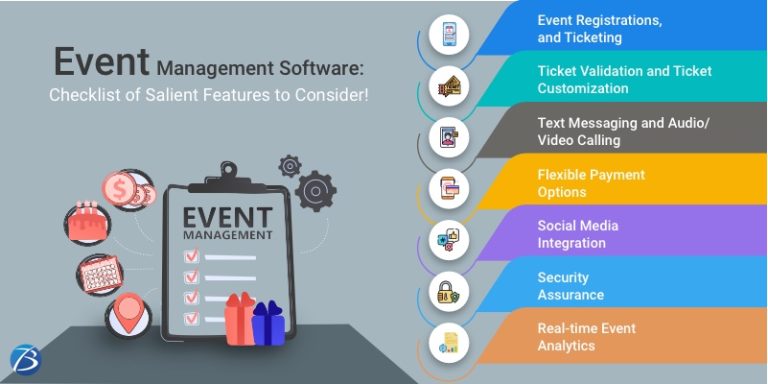 Event Management Software:
Checklist of Salient Features to Consider!
EVENT
MANAGEMENT
Event Registrations,
and Ticketing
Ticket Validation and Ticket
Customization
Text Messaging and Audio/
Video Calling
Flexible Payment
Options
Social Media
Integration
Security
Assurance
Real-time Event
Analytics